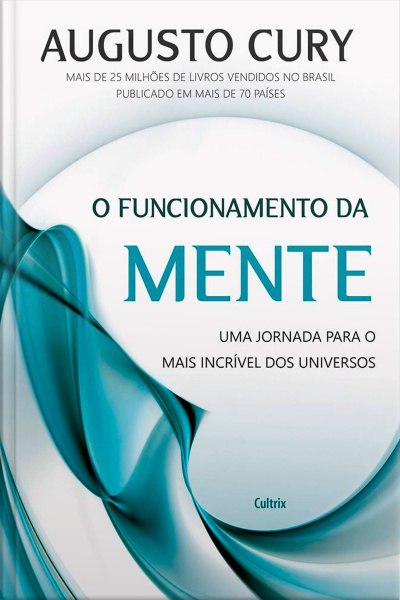 AUGUSTO CURY
MAIS DE 25 MILHÕES DE LIVROS VENDIDOS NO BRASIL
PUBLICADO EM MAIS DE 70 PAÍSES
O FUNCIONAMENTO DA
MENTE
UMA JORNADA PARA O
MAIS INCRÍVEL DOS UNIVERSOS
Cultrix